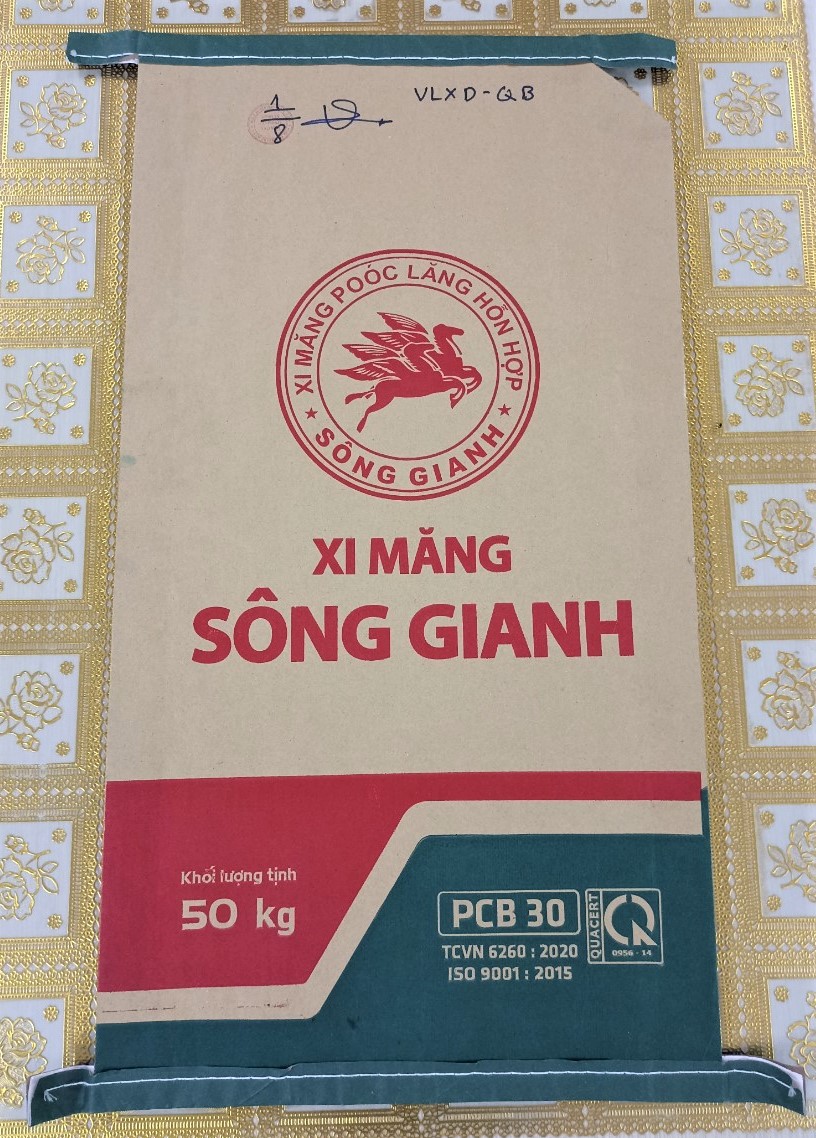 1
8
VLXD-QB
XI MĂNG POÓC LĂNG HỖN HỢP
SÔNG GIANH
XI MĂNG
SÔNG GIANH
Khối lượng tịnh
50 kg
PCB 30
TCVN 6260 : 2020
ISO 9001 : 2015
QUACERT
0956 - 14